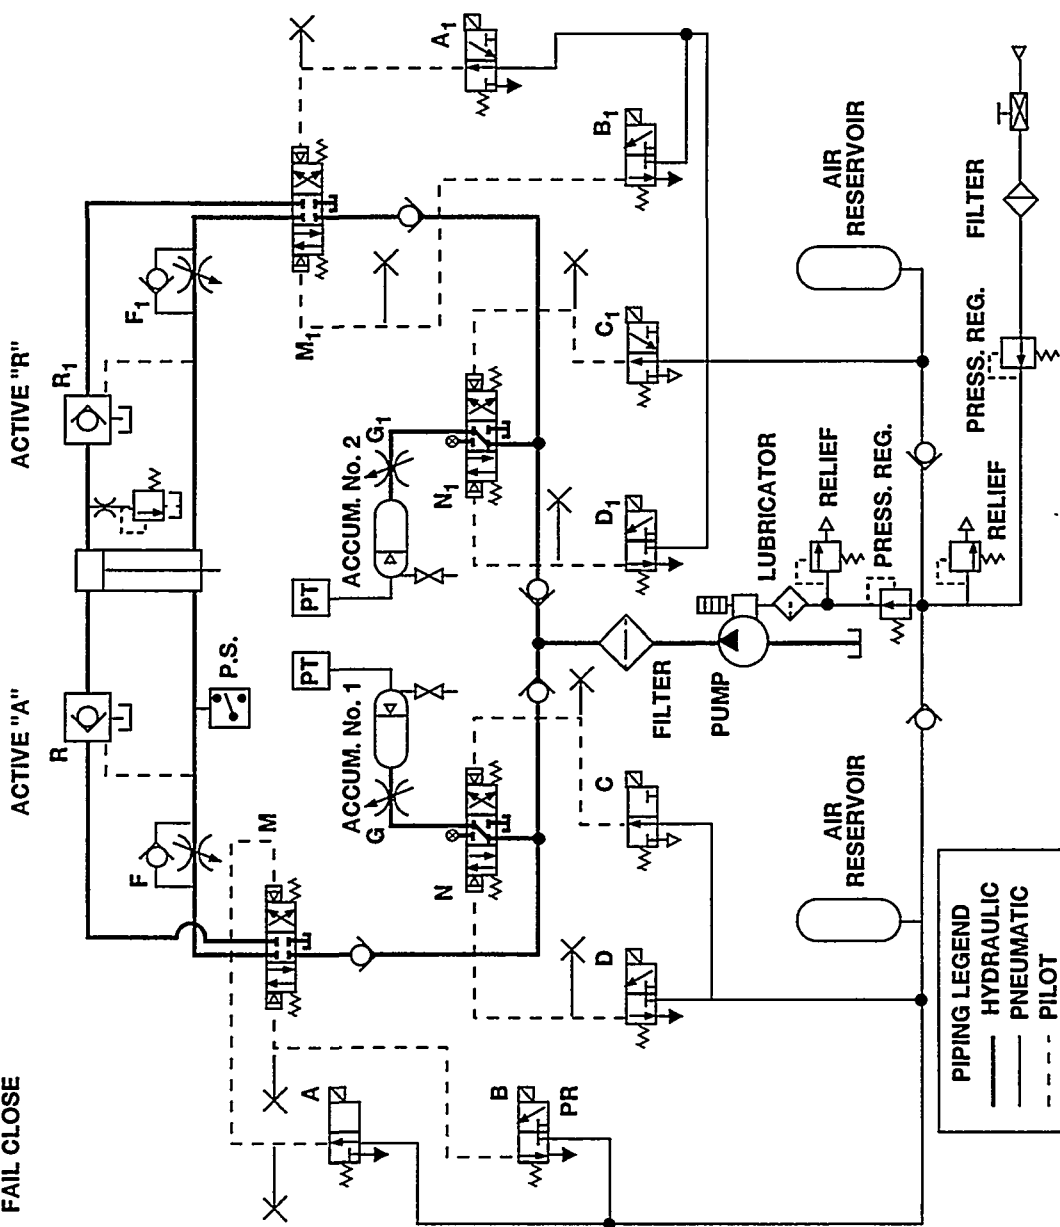 FAIL CLOSE
ACTIVE "A"
ACTIVE "R"
F
R
R1
F1
A1
M
P.S.
M1
B1
PT
PT
ACCUM. No. 1
G
ACCUM. No. 2
G1
A
N
N1
B
PR
D
C
D1
C1
FILTER
PUMP
LUBRICATOR
RELIEF
PRESS. REG.
RELIEF
PRESS. REG.
FILTER
AIR
RESERVOIR
AIR
RESERVOIR
PIPING LEGEND
HYDRAULIC
PNEUMATIC
PILOT